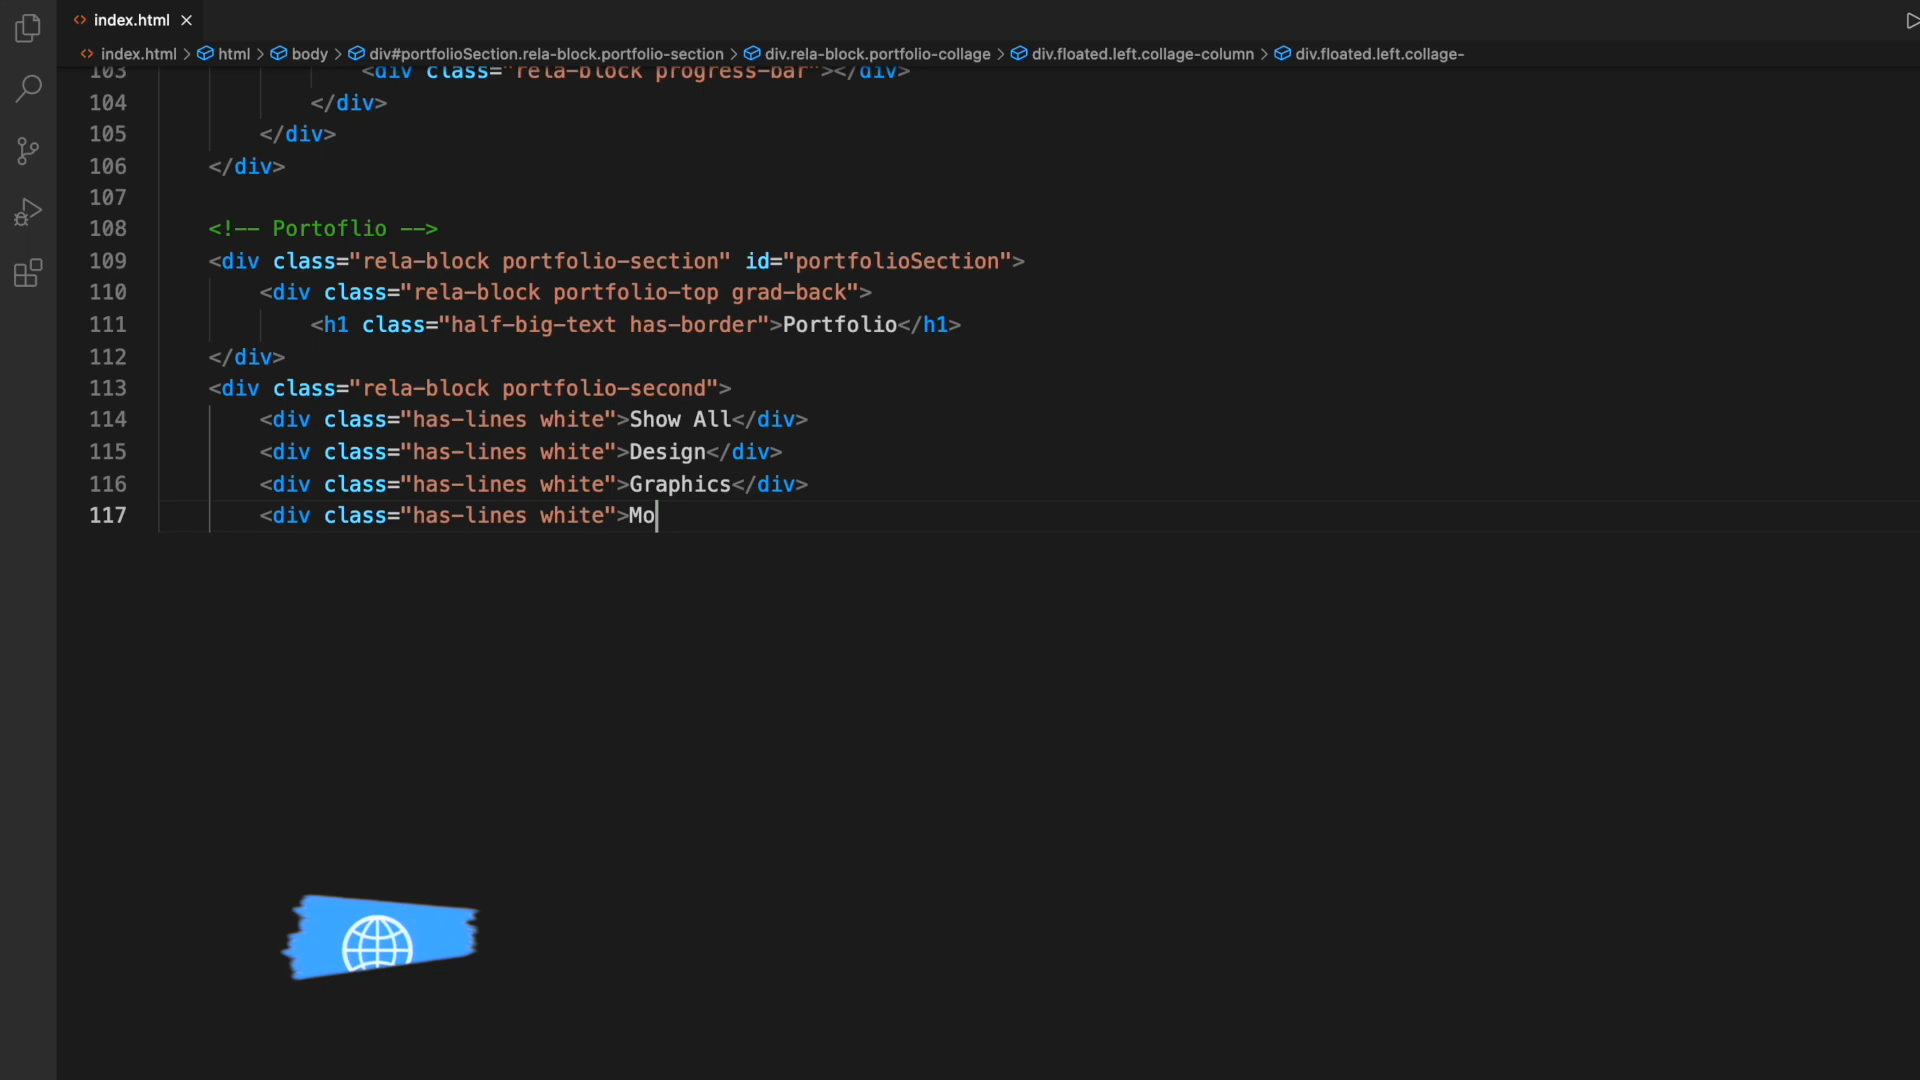 index.html
index.html > html > body > div#portfolioSection.rela-block.portfolio-section > div.rela-block.portfolio-collage > div.floated.left.collage-column > div.floated.left.collage-
103 <div class="rela-block progress-bar"></div>
104 </div>
105 </div>
106 </div>
107
108 <!-- Portoflio -->
109 <div class="rela-block portfolio-section" id="portfolioSection">
110 <div class="rela-block portfolio-top grad-back">
111 <h1 class="half-big-text has-border">Portfolio</h1>
112 </div>
113 <div class="rela-block portfolio-second">
114 <div class="has-lines white">Show All</div>
115 <div class="has-lines white">Design</div>
116 <div class="has-lines white">Graphics</div>
117 <div class="has-lines white">Mo